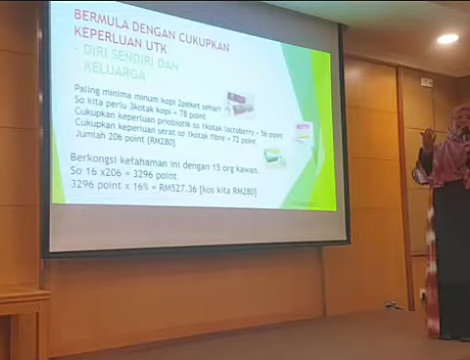 BERMULA DENGAN CUKUPKAN
KEPERLUAN UTK
- DIRI SENDIRI DAN
KELUARGA
Paling minima minum kopi 2peket sehari
So kita perlu 3kotak kopi = 78 point
Cukupkan keperluan priobiotik so 1kotak lactoberry = 56 point
Cukupkan keperluan serat so 1kotak fibre = 72 point
Jumlah 206 point [RM280]
Berkongsi kefahaman ini dengan 15 org kawan.
So 16 x206 = 3296 point
3296 point x 16% = RM527.36 [kos kita RM280]